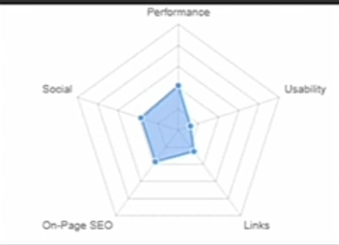 Performance
Social
Usability
On-Page SEO
Links